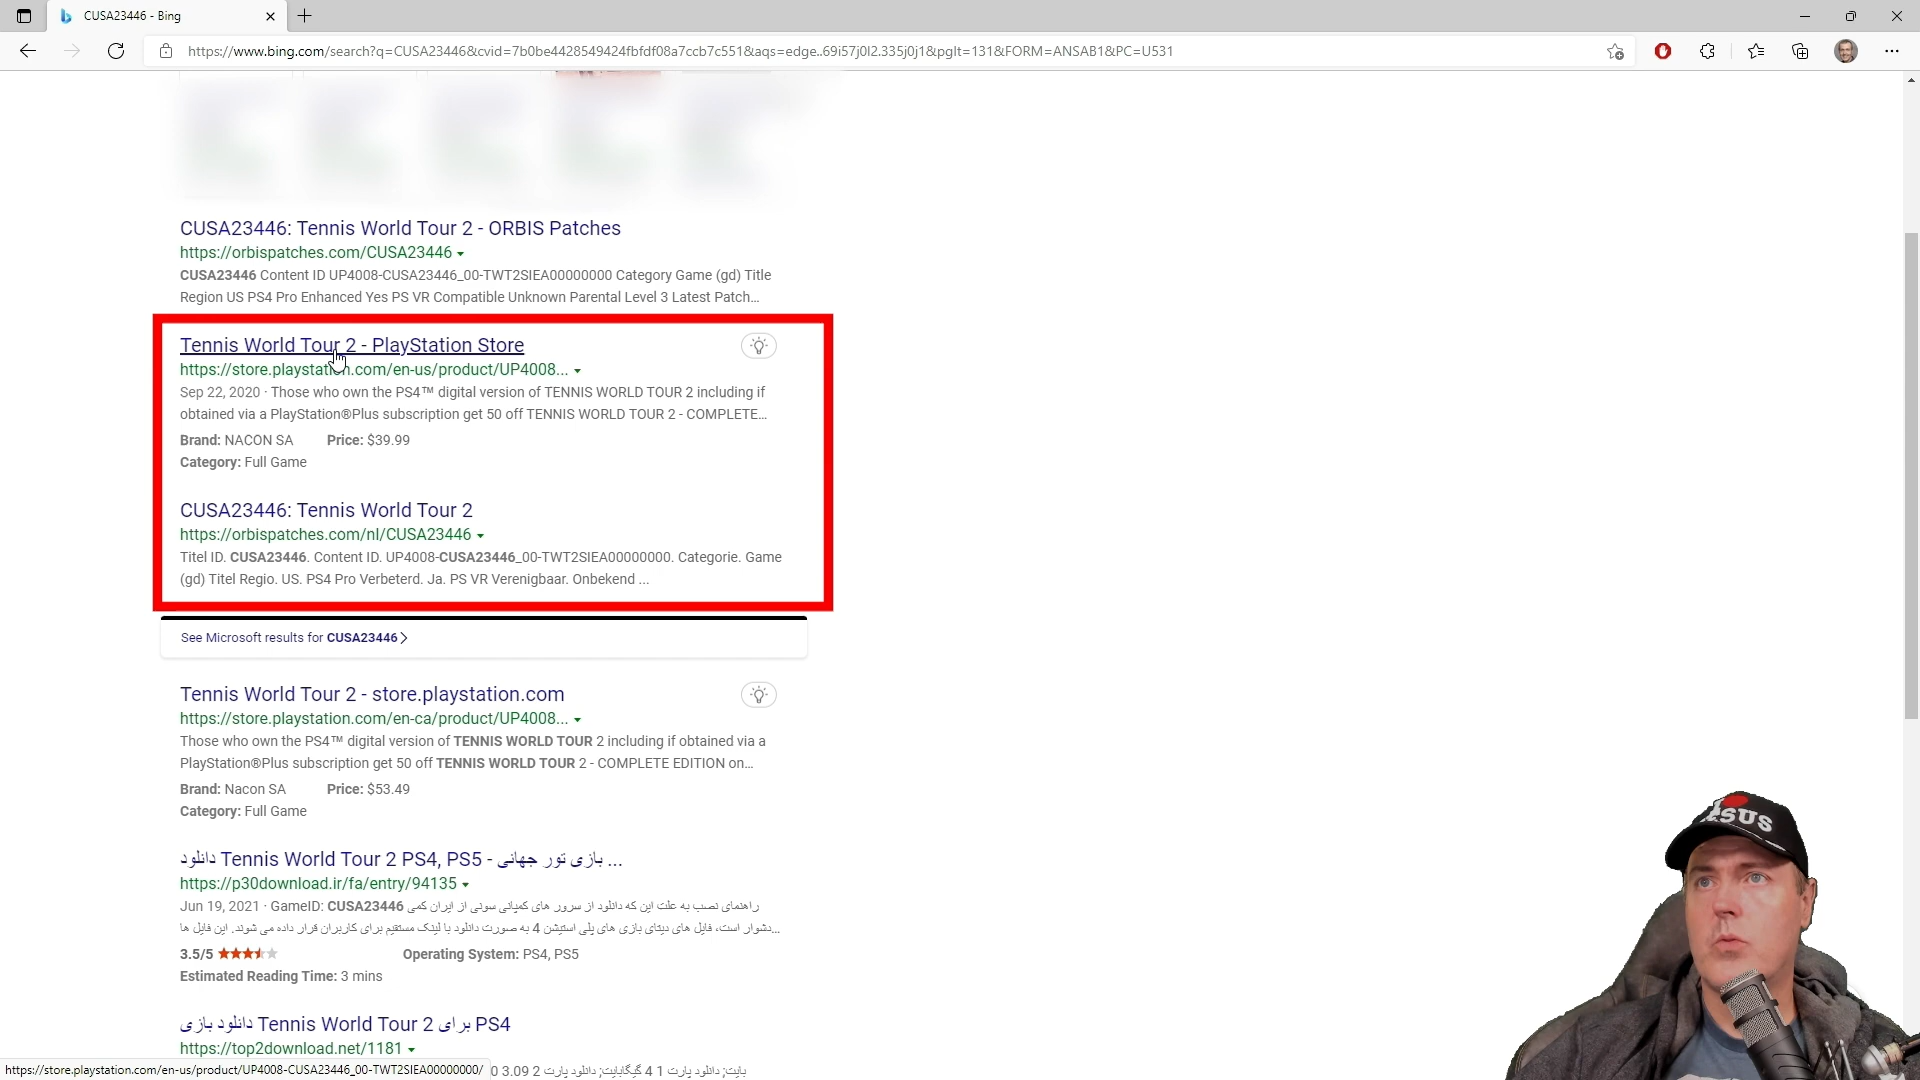 CUSA23446 - Bing
https://www.bing.com/search?q=CUSA23446&cvid=7b0be4428549424fbfdf08a7ccb7c551&aqs=edge..69i57j0l2.335j0j1&pglt=131&FORM=ANSAB1&PC=U531
CUSA23446: Tennis World Tour 2 - ORBIS Patches
https://orbispatches.com/CUSA23446
CUSA23446 Content ID UP4008-CUSA23446_00-TWT2SIEA00000000 Category Game (gd) Title
Region US PS4 Pro Enhanced Yes PS VR Compatible Unknown Parental Level 3 Latest Patch...
Tennis World Tour 2 - PlayStation Store
https://store.playstation.com/en-us/product/UP4008...
Sep 22, 2020 · Those who own the PS4™ digital version of TENNIS WORLD TOUR 2 including if
obtained via a PlayStation®Plus subscription get 50 off TENNIS WORLD TOUR 2 - COMPLETE...
Brand: NACON SA Price: $39.99
Category: Full Game
CUSA23446: Tennis World Tour 2
https://orbispatches.com/nl/CUSA23446
Titel ID. CUSA23446. Content ID. UP4008-CUSA23446_00-TWT2SIEA00000000. Categorie. Game
(gd) Titel Regio. US. PS4 Pro Verbeterd. Ja. PS VR Verenigbaar. Onbekend ...
See Microsoft results for CUSA23446
Tennis World Tour 2 - store.playstation.com
https://store.playstation.com/en-ca/product/UP4008...
Those who own the PS4™ digital version of TENNIS WORLD TOUR 2 including if obtained via a
PlayStation®Plus subscription get 50 off TENNIS WORLD TOUR 2 - COMPLETE EDITION on...
Brand: Nacon SA Price: $53.49
Category: Full Game
دانلود Tennis World Tour 2 PS4, PS5 - بازی تور جهانی ...
https://p30download.ir/fa/entry/94135
Jun 19, 2021 · GameID: CUSA23446 راهنمای نصب به علت این که دانلود از سرور های کمپانی سونی از ایران کمی
دشوار است، فایل های دیتای بازی های پلی استیشن 4 به صورت دانلود با لینک مستقیم برای کاربران قرار داده می شوند. این فایل ها...
3.5/5 Operating System: PS4, PS5
Estimated Reading Time: 3 mins
دانلود بازی Tennis World Tour 2 برای PS4
https://top2download.net/1181
https://store.playstation.com/en-us/product/UP4008-CUSA23446_00-TWT2SIEA00000000/
0 3.09 بایت; دانلود پارت 1 4 گیگابایت; دانلود پارت 2